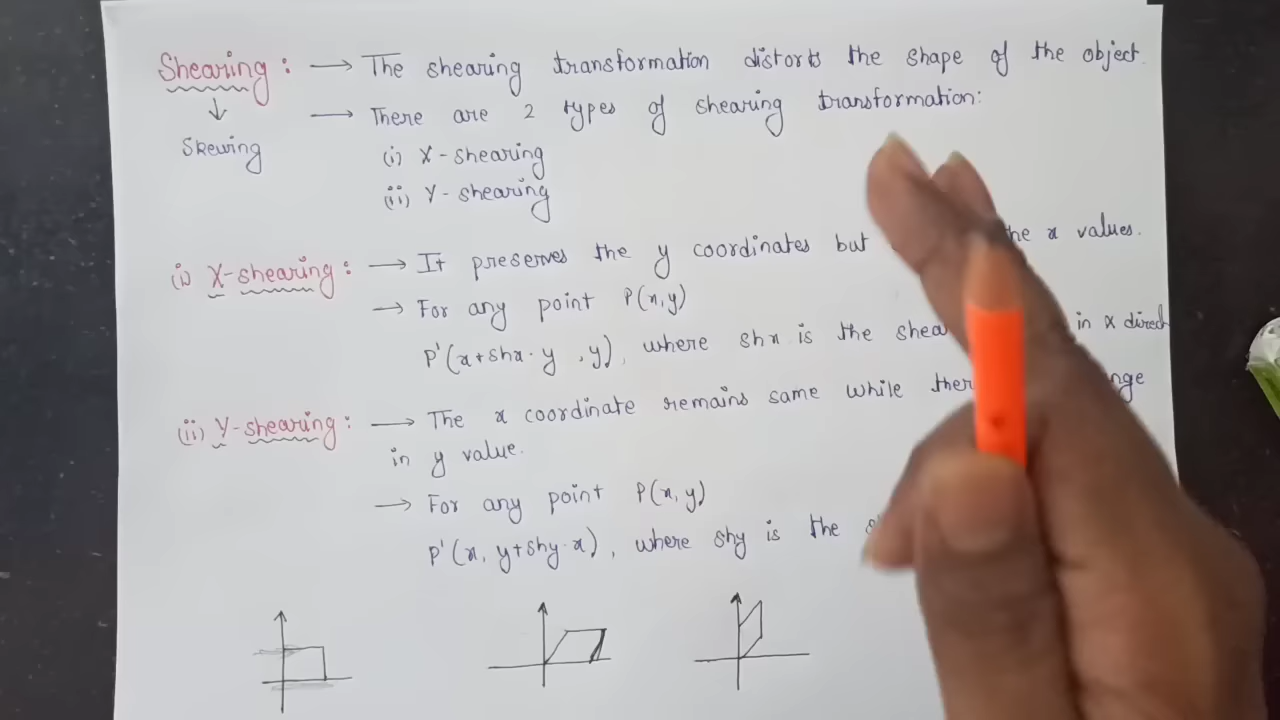 Shearing : → The shearing transformation distorts the shape of the object.
↓
Skewing
→ There are 2 types of shearing transformation:
(i) X-shearing
(ii) Y-shearing
(i) X-shearing : → It preserves the y coordinates but the x values.
→ For any point P(x,y)
P'(x+shx·y , y), where shx is the in x
(ii) Y-shearing : → The x coordinate remains same while
in y value.
→ For any point P(x,y)
P'(x, y+shy·x), where shy is the